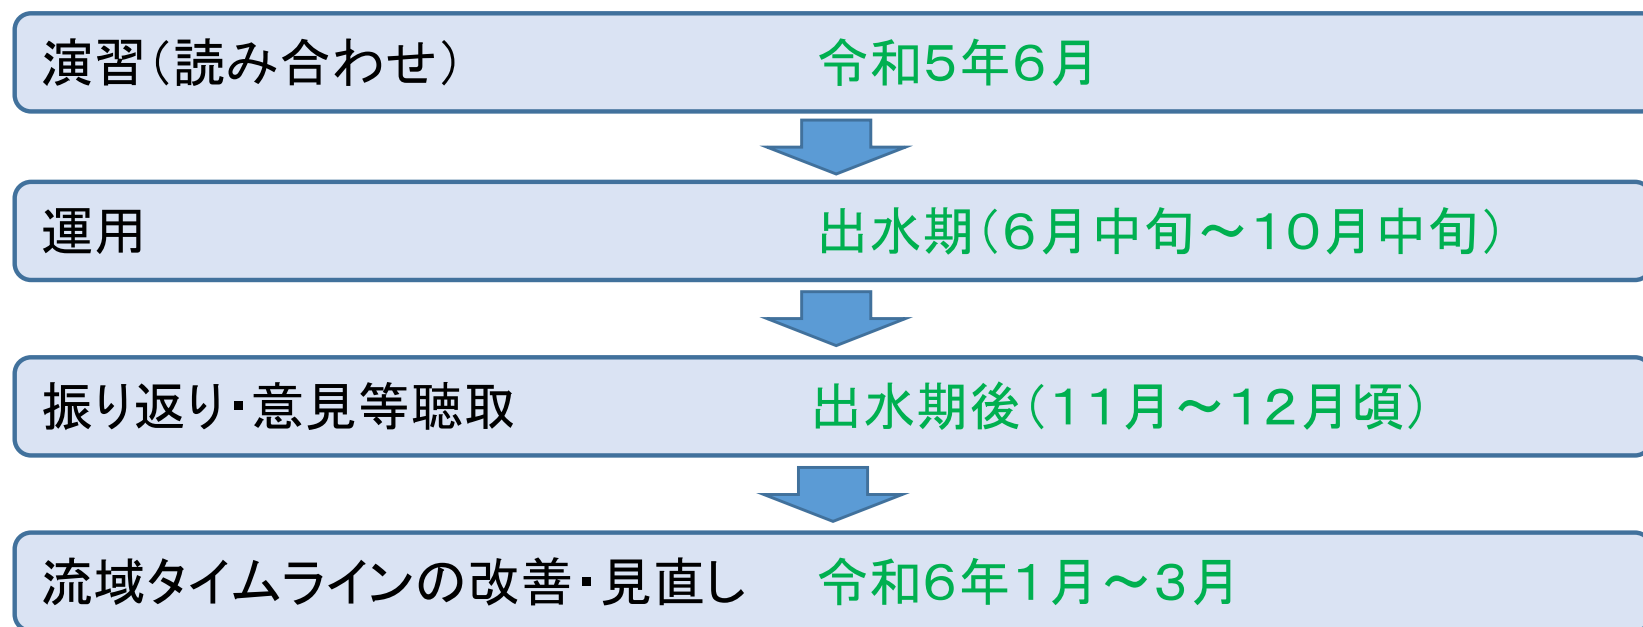 演習（読み合わせ）　令和５年６月
運用　出水期（６月中旬～１０月中旬）
振り返り・意見等聴取　出水期後（１１月～１２月頃）
流域タイムラインの改善・見直し　令和６年１月～３月